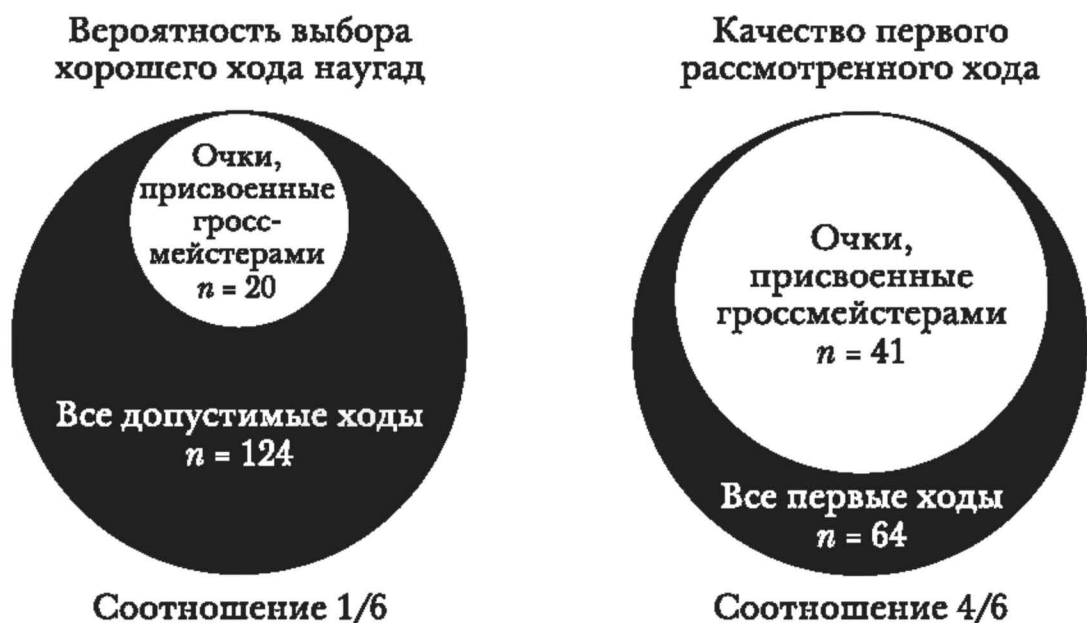 Вероятность выбора
хорошего хода наугад
Очки,
присвоенные
гросс-
мейстерами
n = 20
Все допустимые ходы
n = 124
Соотношение 1/6
Качество первого
рассмотренного хода
Очки,
присвоенные
гроссмейстерами
n = 41
Все первые ходы
n = 64
Соотношение 4/6